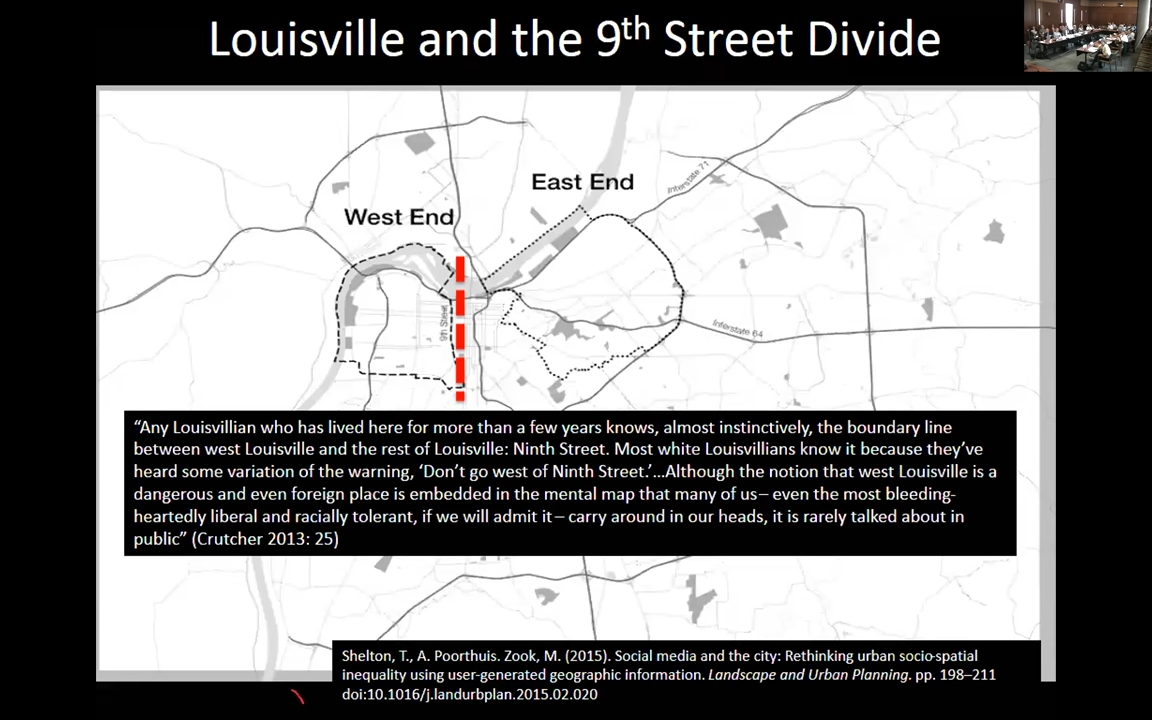 Louisville and the 9th Street Divide
East End
Interstate 71
West End
9th Street
Interstate 64
“Any Louisvillian who has lived here for more than a few years knows, almost instinctively, the boundary line
between west Louisville and the rest of Louisville: Ninth Street. Most white Louisvillians know it because they’ve
heard some variation of the warning, ‘Don’t go west of Ninth Street.’…Although the notion that west Louisville is a
dangerous and even foreign place is embedded in the mental map that many of us– even the most bleeding-
heartedly liberal and racially tolerant, if we will admit it– carry around in our heads, it is rarely talked about in
public” (Crutcher 2013: 25)
Shelton, T., A. Poorthuis. Zook, M. (2015). Social media and the city: Rethinking urban socio-spatial
inequality using user-generated geographic information. Landscape and Urban Planning. pp. 198–211
doi:10.1016/j.landurbplan.2015.02.020